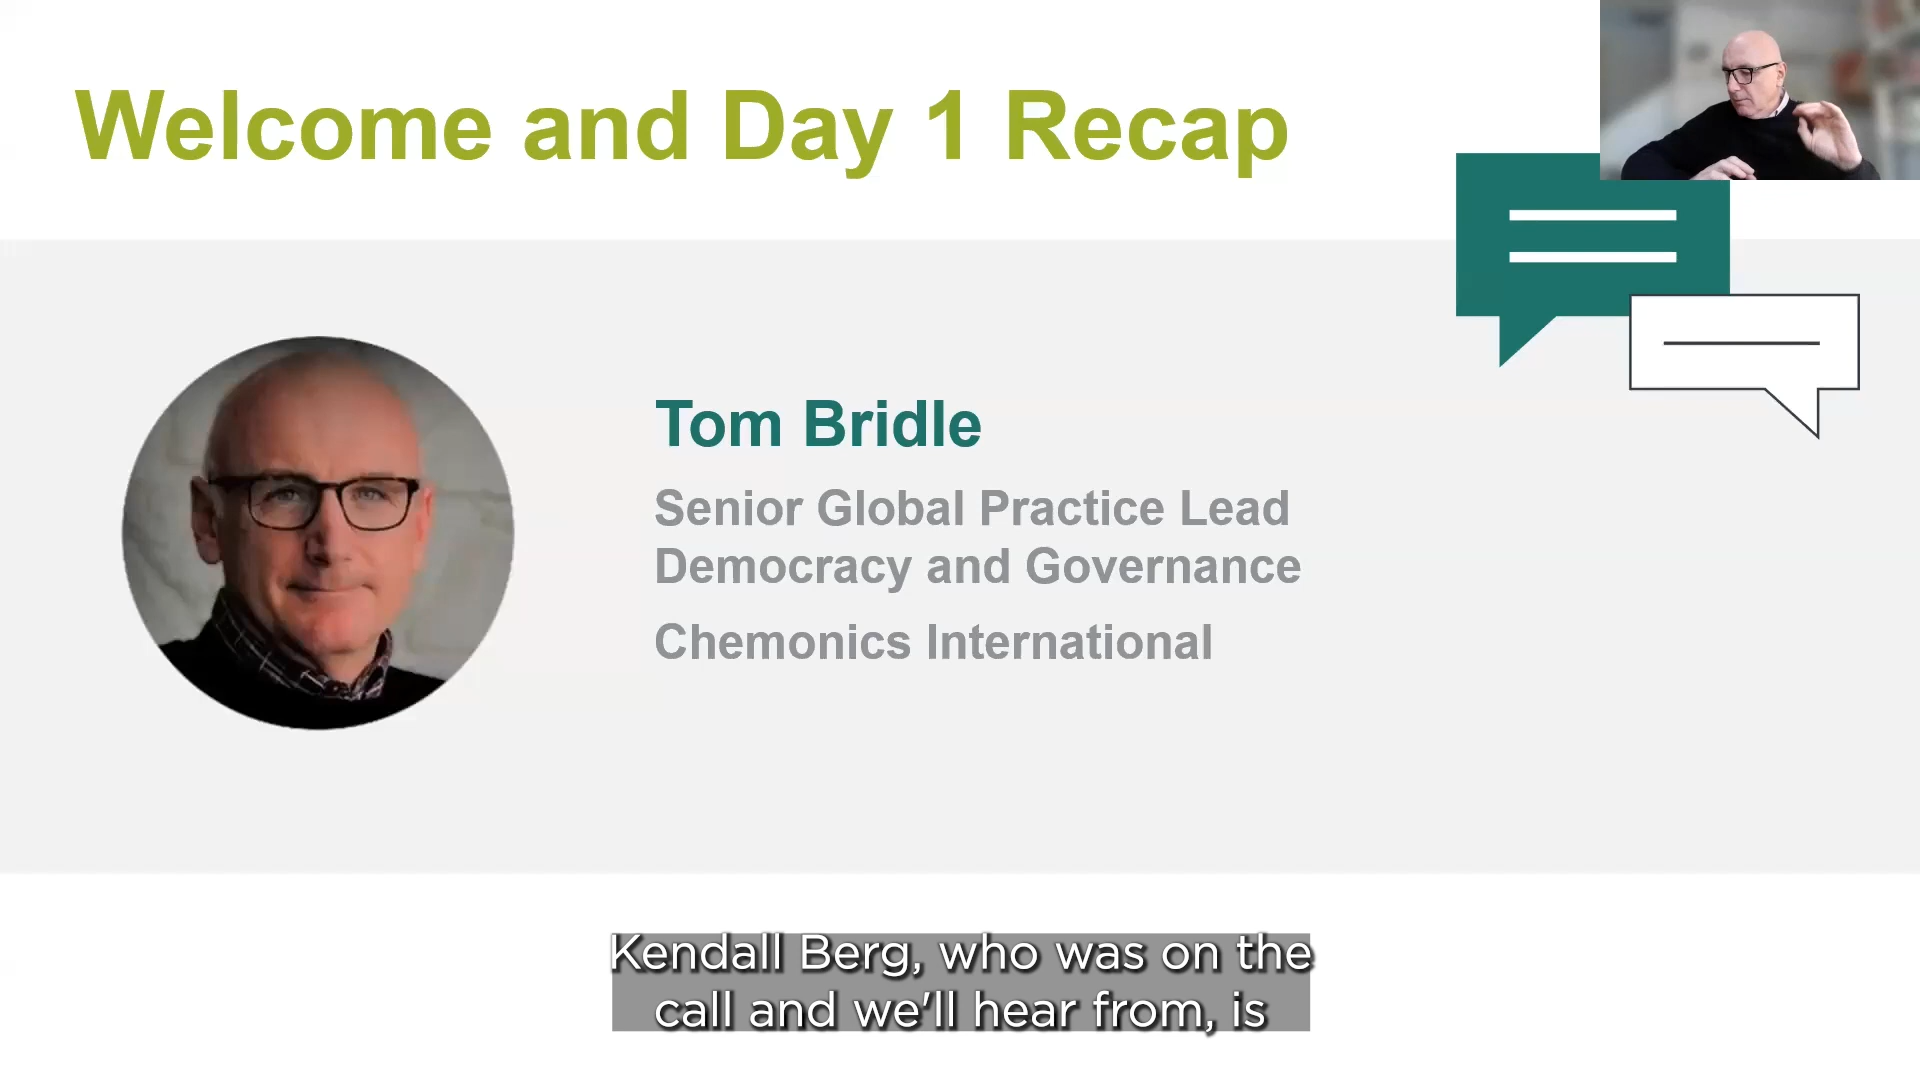 Welcome and Day 1 Recap
Tom Bridle
Senior Global Practice Lead
Democracy and Governance
Chemonics International
Kendall Berg, who was on the
call and we'll hear from, is